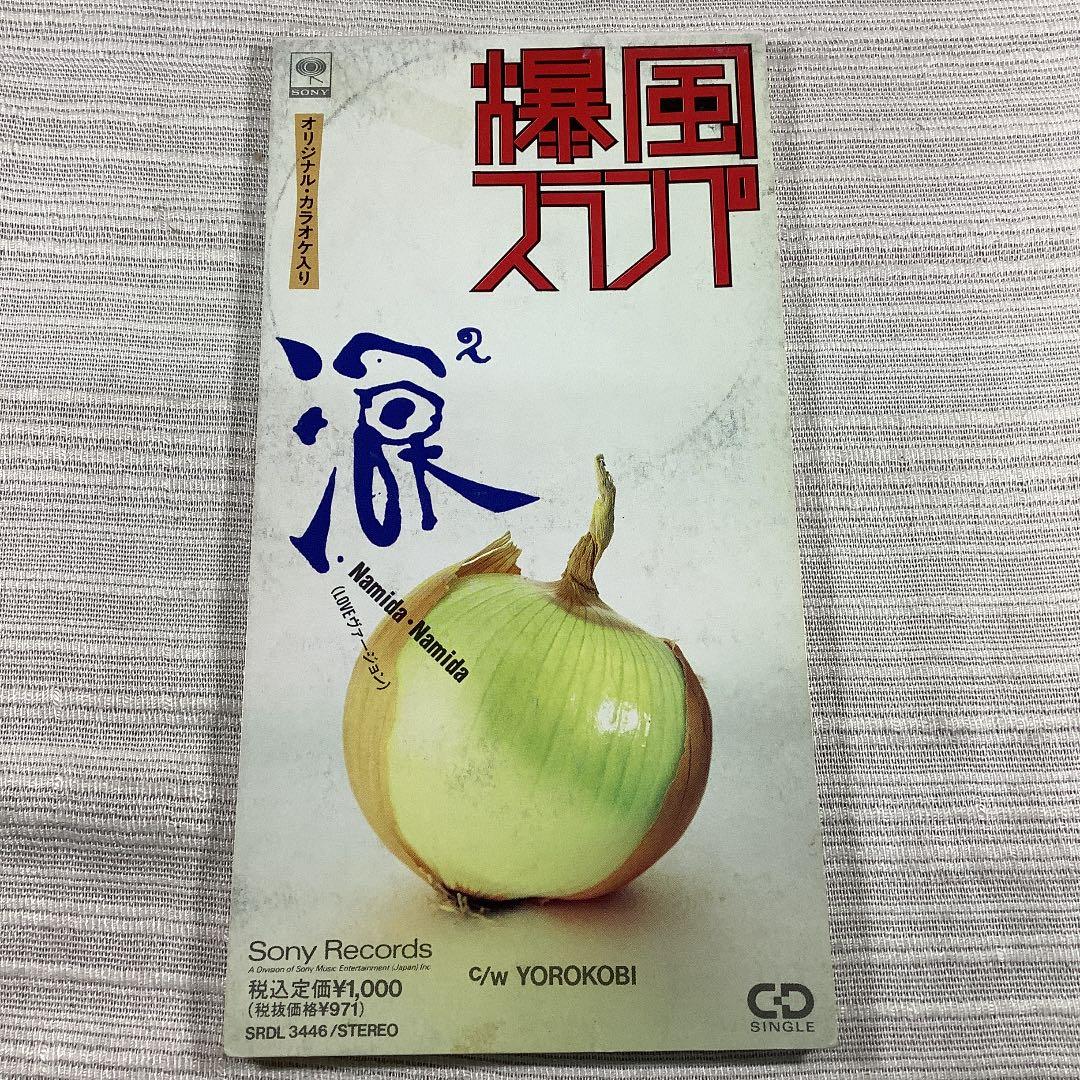 SONY
爆風
スランプ
オリジナル・カラオケ入り
涙²
Namida・Namida
(LOVEヴァージョン)
Sony Records
A Division of Sony Music Entertainment (Japan) Inc.
税込定価¥1,000
(税抜価格¥971)
SRDL 3446/STEREO
c/w YOROKOBI
CD
SINGLE